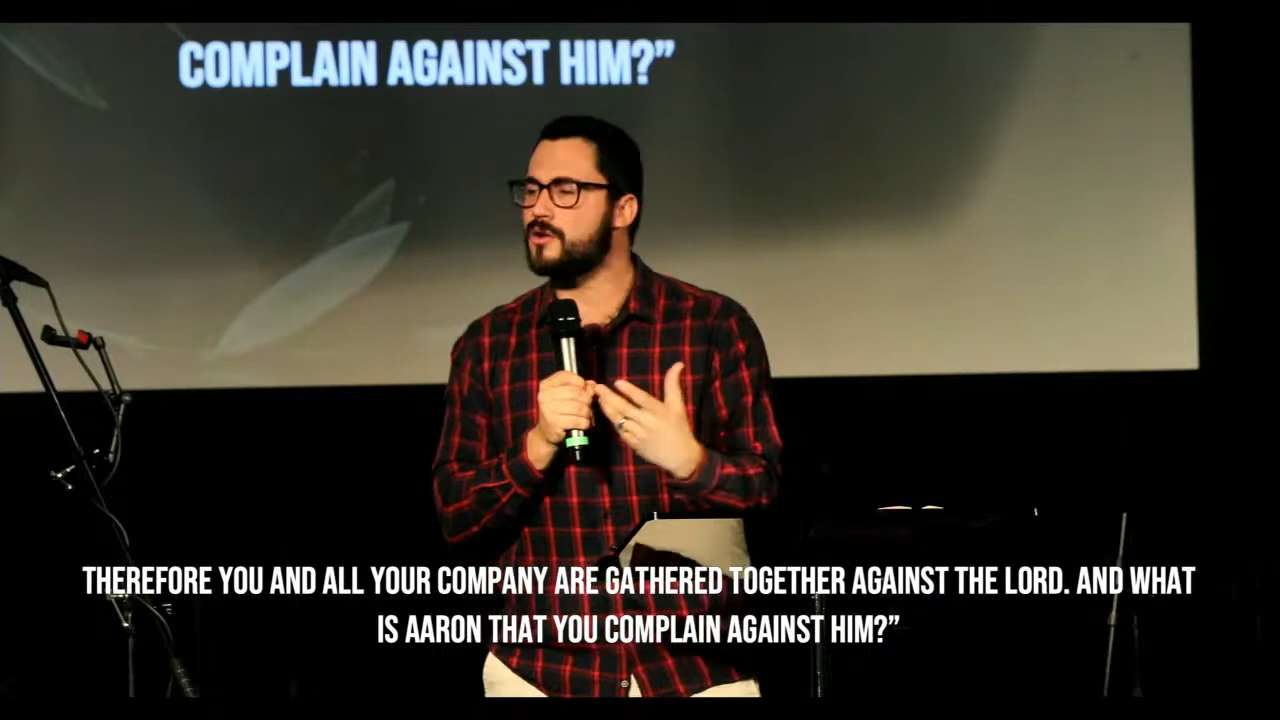 COMPLAIN AGAINST HIM?”
THEREFORE YOU AND ALL YOUR COMPANY ARE GATHERED TOGETHER AGAINST THE LORD. AND WHAT
IS AARON THAT YOU COMPLAIN AGAINST HIM?”